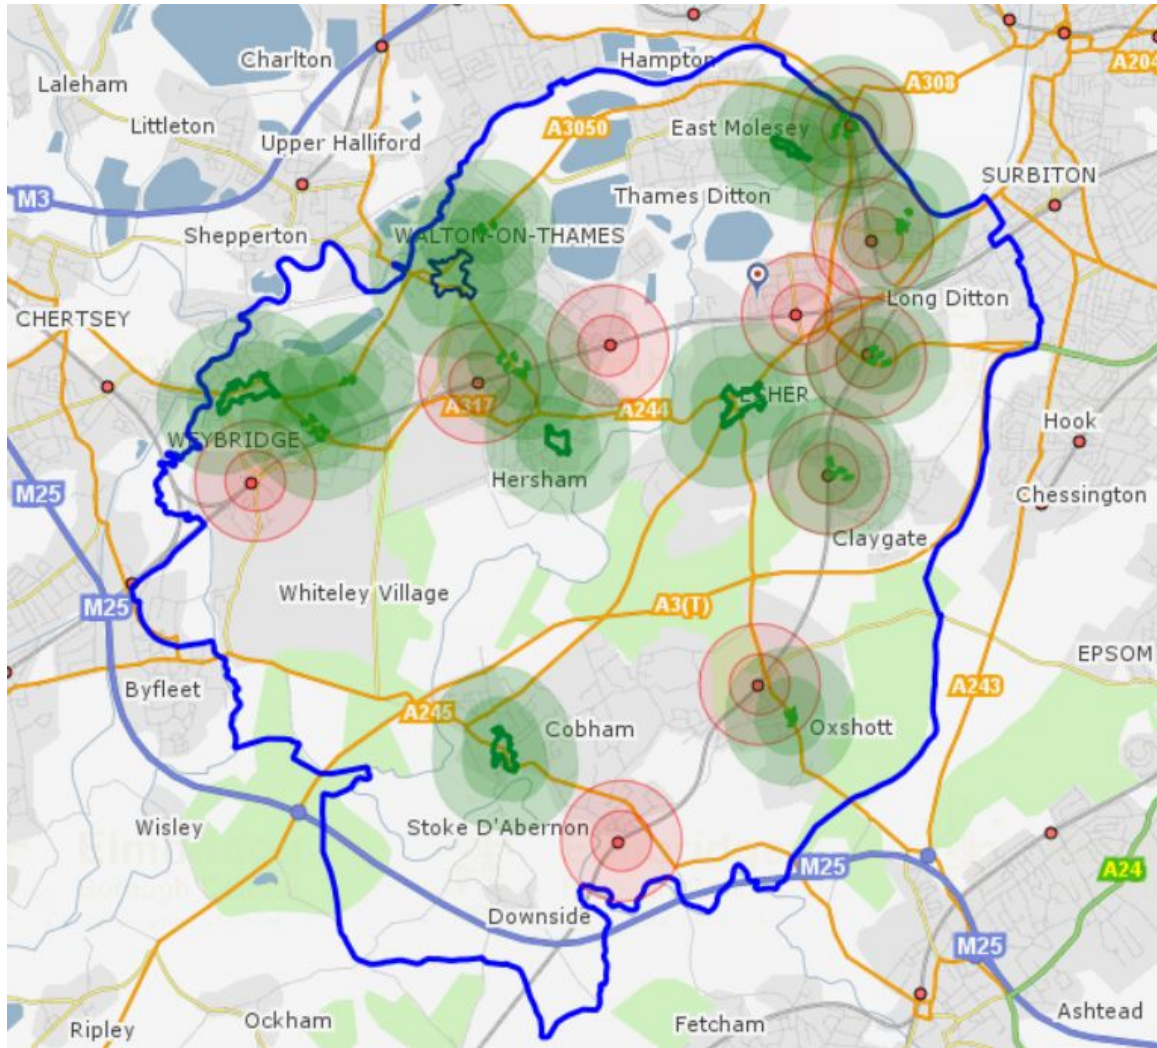 Charlton
Hampton
A308
A204
Laleham
Littleton
A3050
East Molesey
Upper Halliford
SURBITON
M3
Thames Ditton
Shepperton
WALTON-ON-THAMES
Long Ditton
CHERTSEY
ESHER
A317
A244
Hook
WEYBRIDGE
Hersham
M25
Chessington
Claygate
Whiteley Village
A3(T)
M25
EPSOM
Byfleet
A243
A245
Cobham
Oxshott
Wisley
Stoke D'Abernon
M25
A24
Downside
M25
Ashtead
Ockham
Fetcham
Ripley